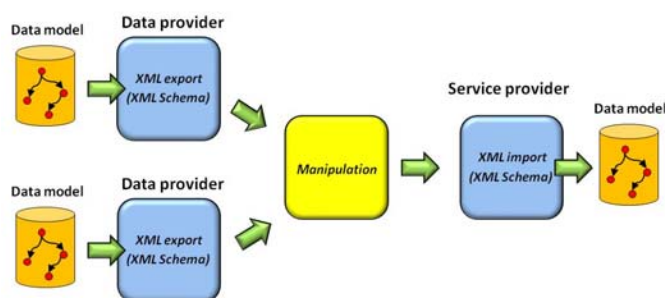 Data model
Data provider
XML export
(XML Schema)
Data model
Data provider
XML export
(XML Schema)
Manipulation
Service provider
XML import
(XML Schema)
Data model